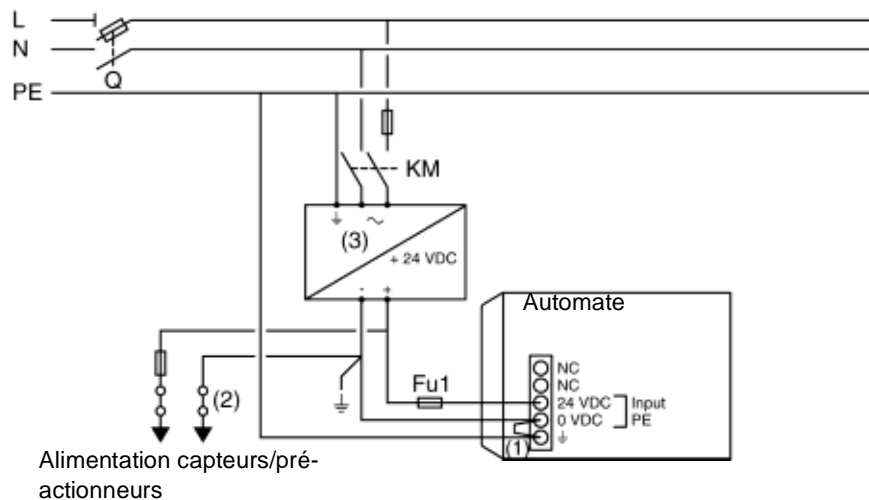 L
N
Q
PE
KM
(3)
~
+ 24 VDC
- +
Automate
NC
NC
Fu1
24 VDC Input
0 VDC PE
(2)
(1)
Alimentation capteurs/pré-
actionneurs